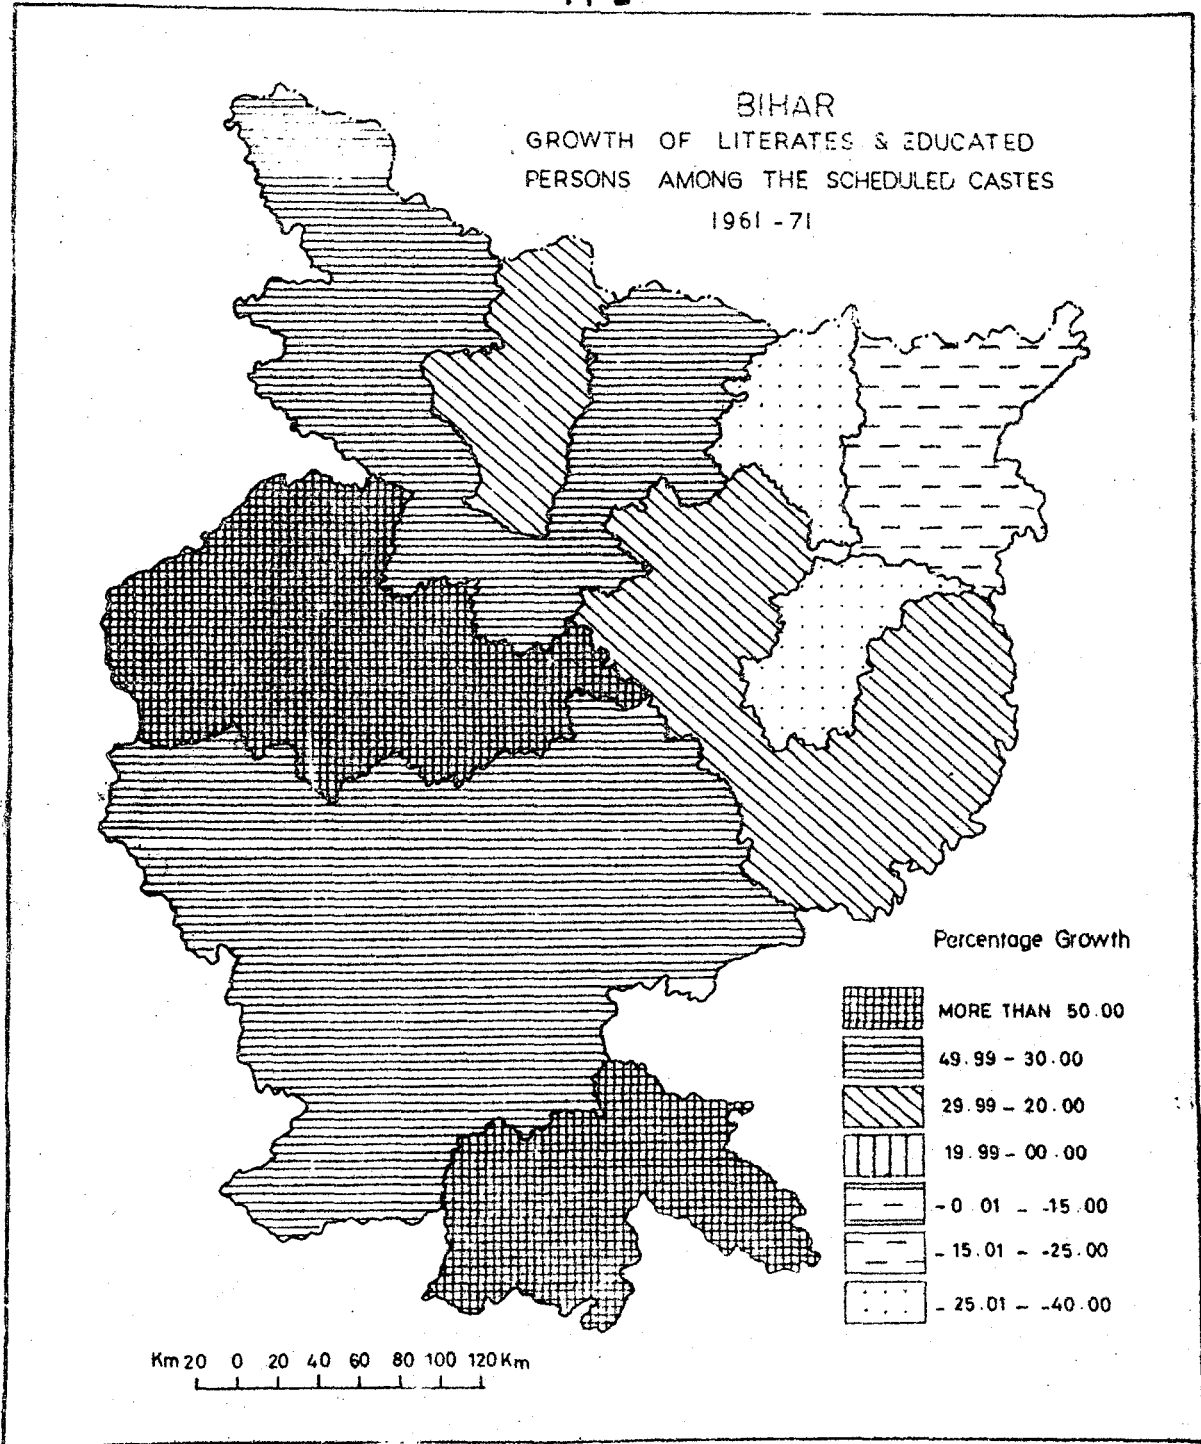 BIHAR
GROWTH OF LITERATES & EDUCATED
PERSONS AMONG THE SCHEDULED CASTES
1961 - 71
Percentage Growth
MORE THAN 50.00
49.99 - 30.00
29.99 - 20.00
19.99 - 00.00
-0 01 - -15.00
-15.01 - -25.00
-25.01 - -40.00
Km 20 0 20 40 60 80 100 120 Km